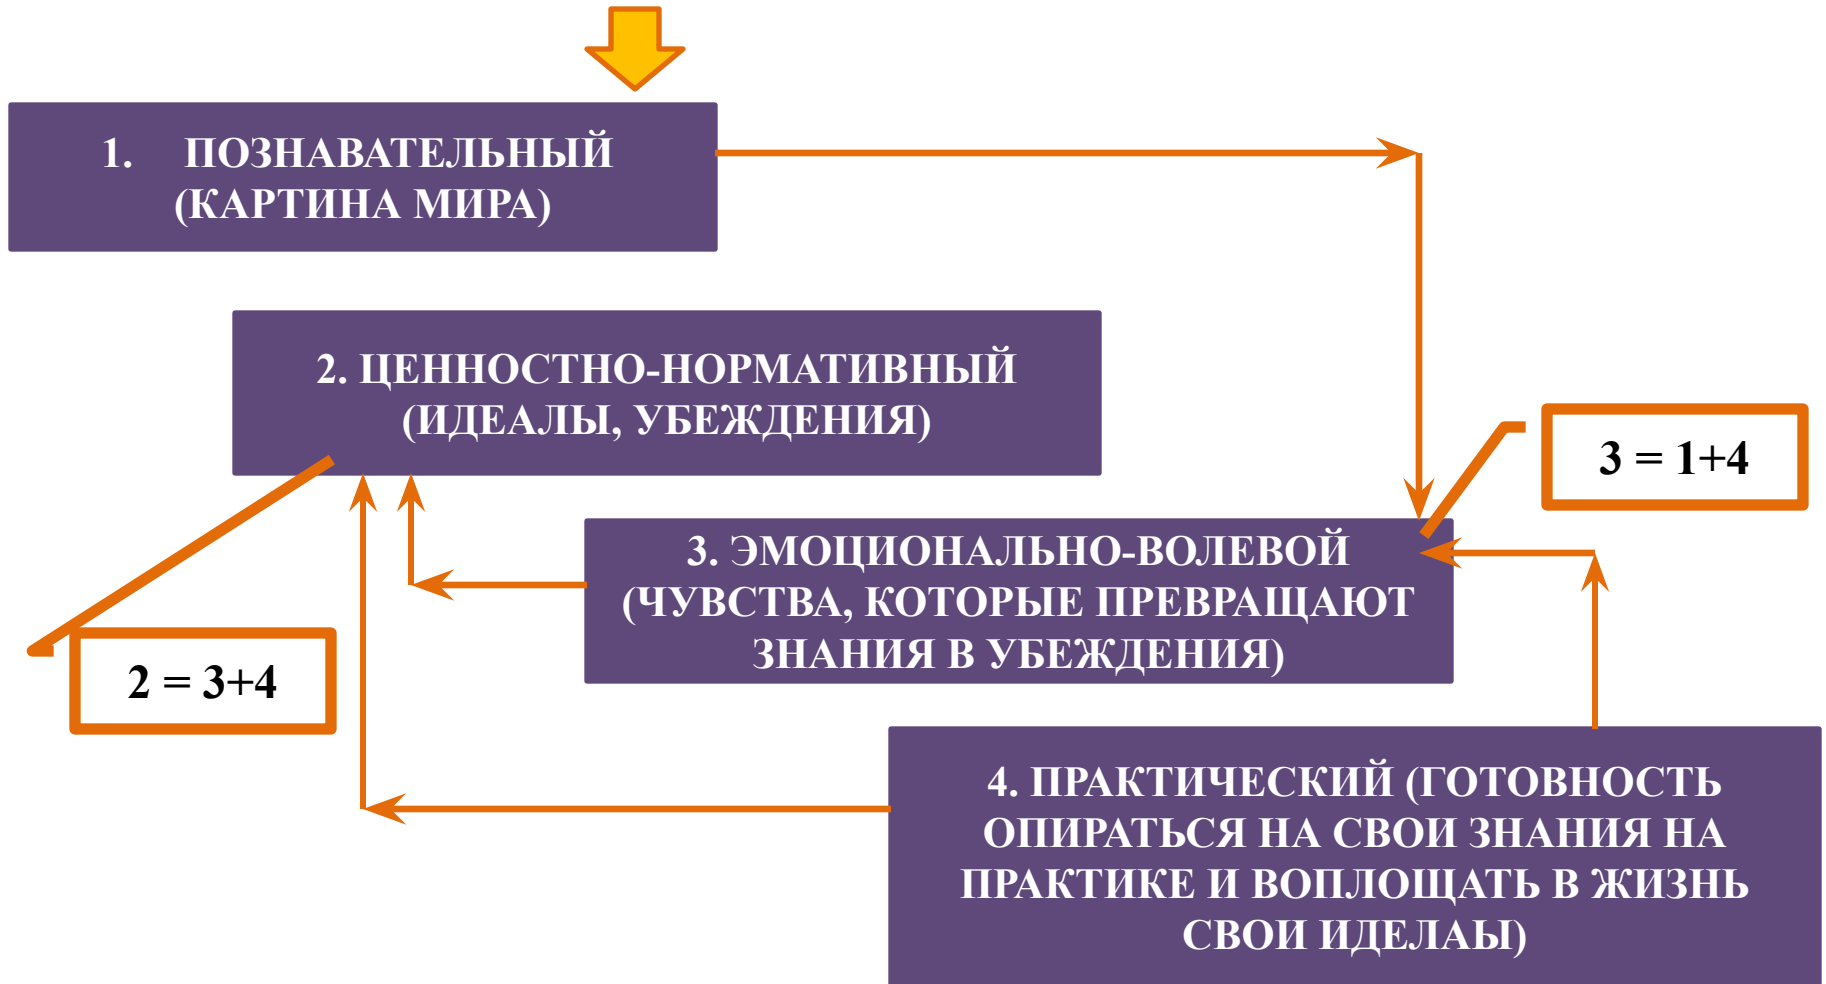 1. ПОЗНАВАТЕЛЬНЫЙ
(КАРТИНА МИРА)
2. ЦЕННОСТНО-НОРМАТИВНЫЙ
(ИДЕАЛЫ, УБЕЖДЕНИЯ)
3 = 1+4
3. ЭМОЦИОНАЛЬНО-ВОЛЕВОЙ
(ЧУВСТВА, КОТОРЫЕ ПРЕВРАЩАЮТ
ЗНАНИЯ В УБЕЖДЕНИЯ)
2 = 3+4
4. ПРАКТИЧЕСКИЙ (ГОТОВНОСТЬ
ОПИРАТЬСЯ НА СВОИ ЗНАНИЯ НА
ПРАКТИКЕ И ВОПЛОЩАТЬ В ЖИЗНЬ
СВОИ ИДЕЛАЫ)